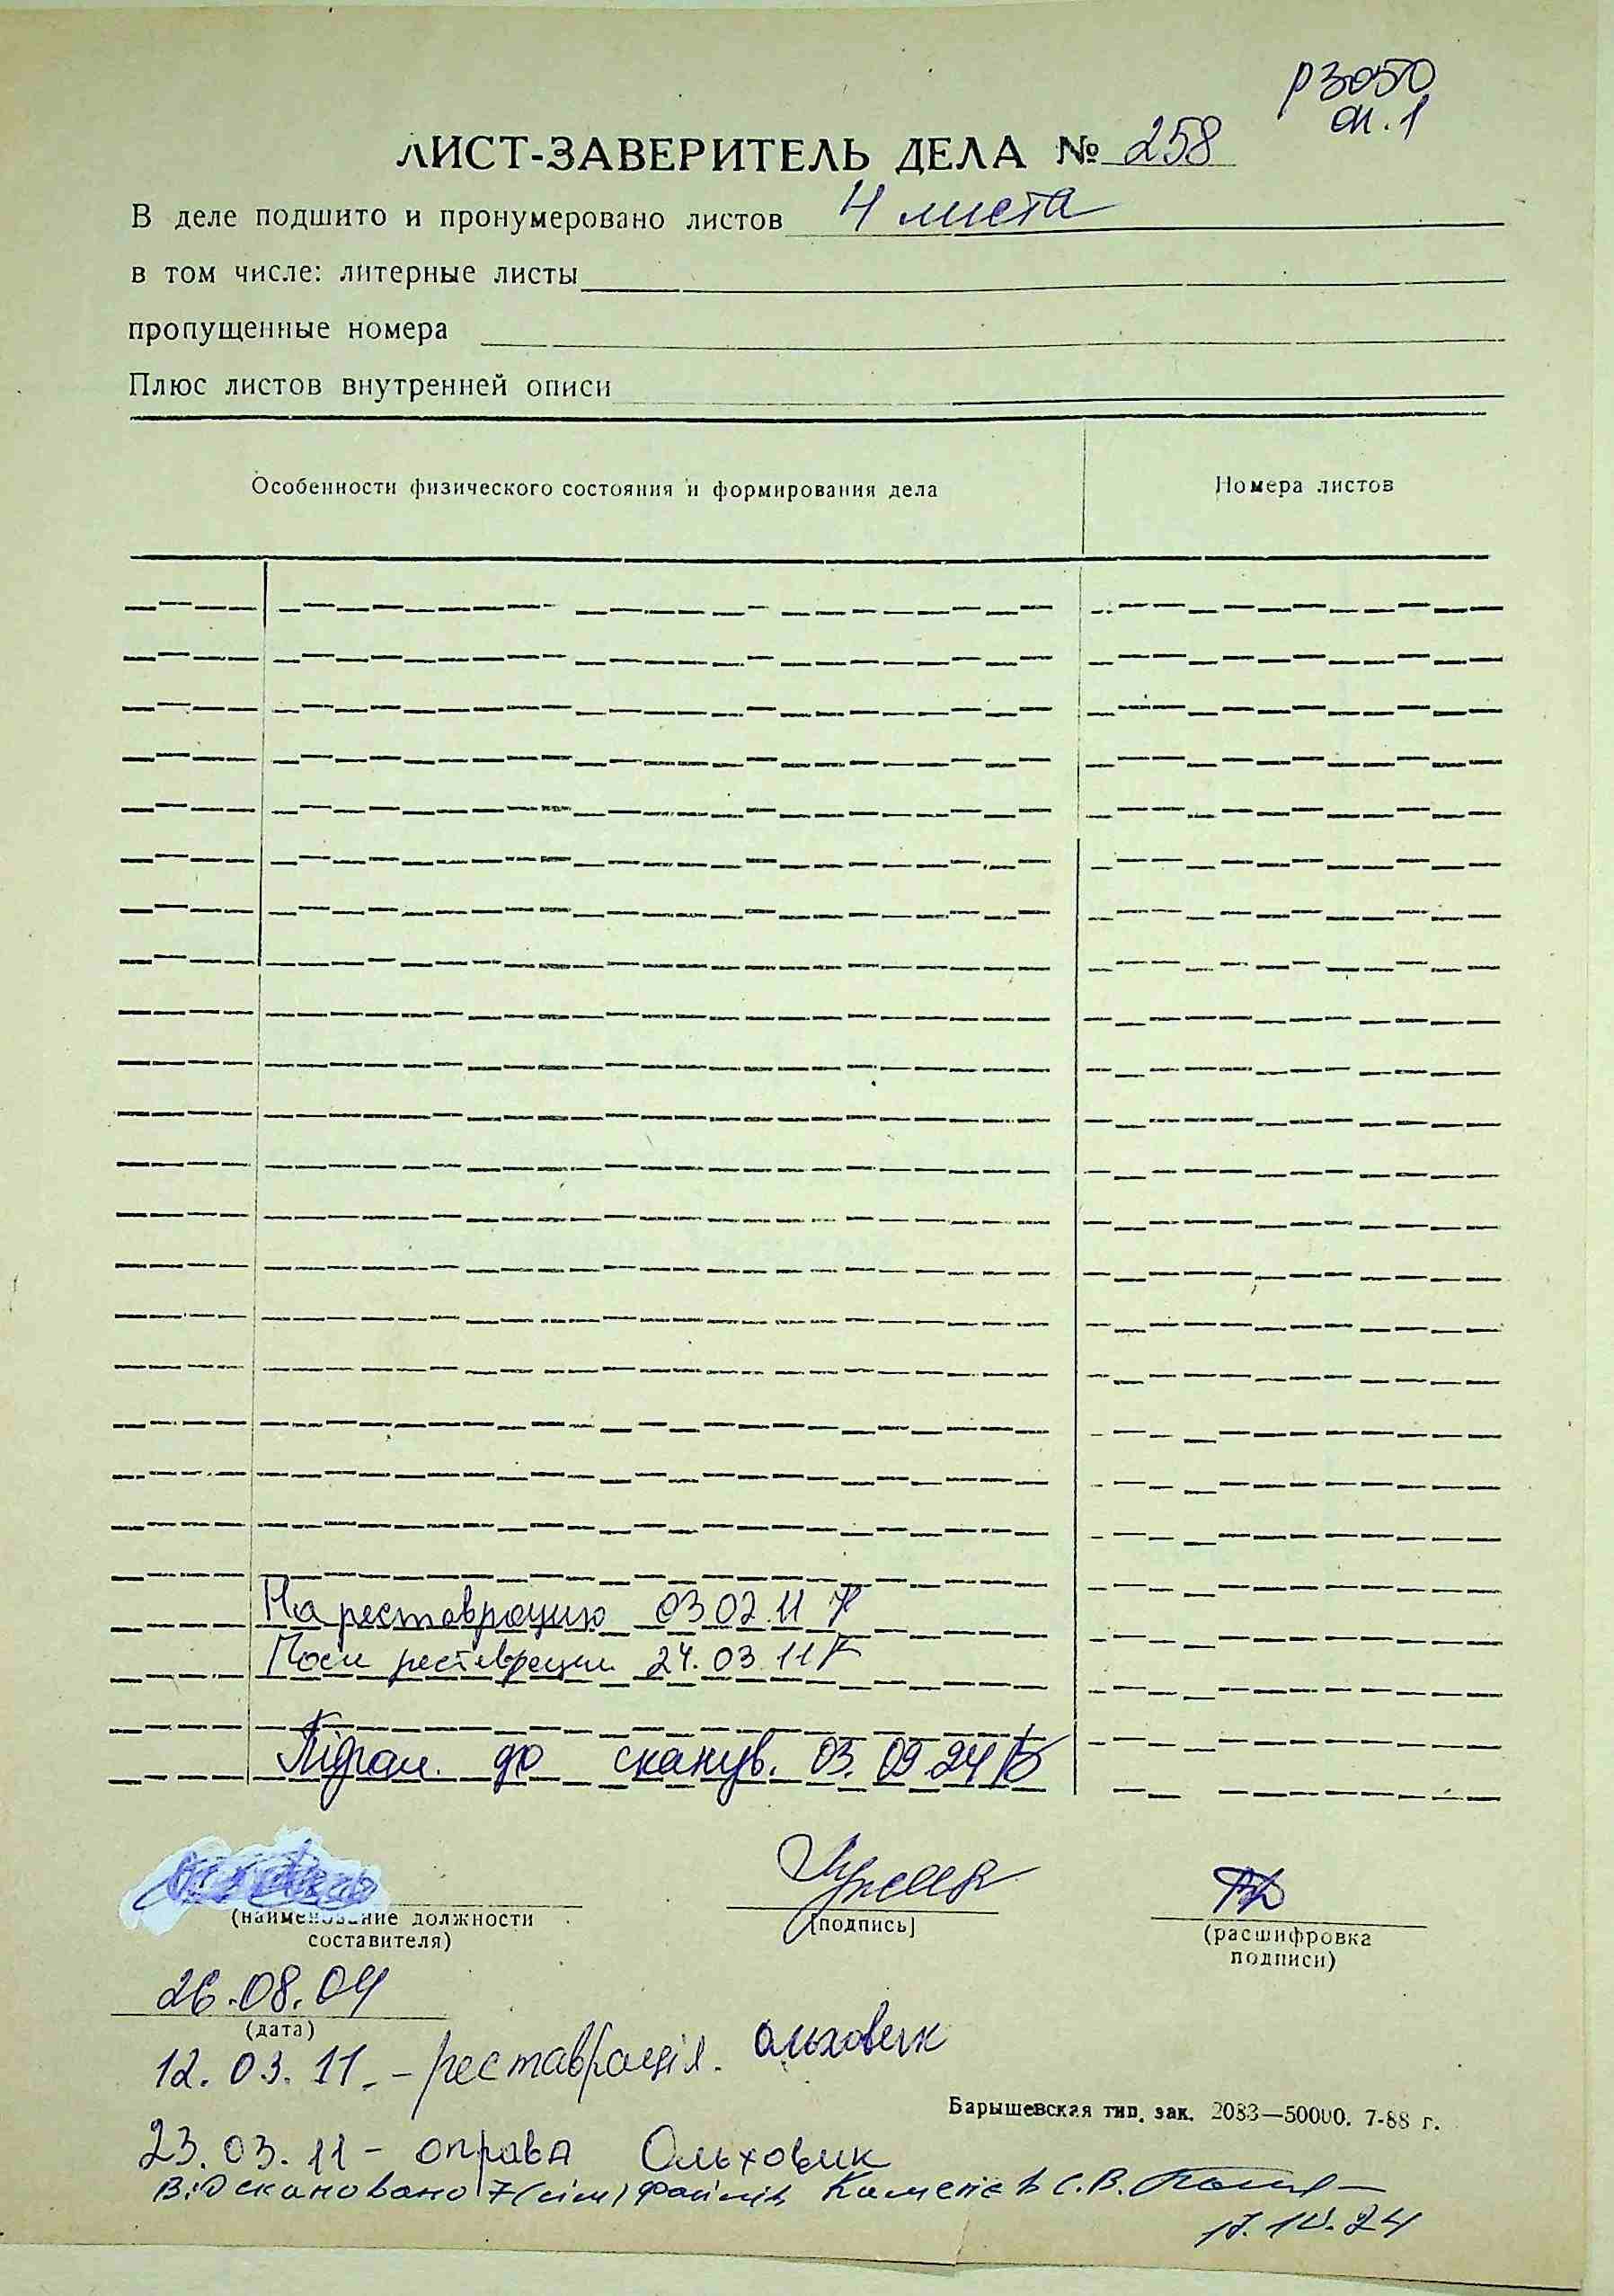 р3050
оп. 1
ЛИСТ-ЗАВЕРИТЕЛЬ ДЕЛА № 258
В деле подшито и пронумеровано листов 4 листа
в том числе: литерные листы
пропущенные номера
Плюс листов внутренней описи
Особенности физического состояния и формирования дела
Номера листов
На реставрацию 03 02.11
После реставрации 24.03.11
до сканув. 03.09.24
(наименование должности
составителя)
(подпись)
(расшифровка
подписи)
26.08.04
(дата)
12.03.11. - реставрація. Ольховик
Барышевская тип. зак. 2083—50000. 7-88 г.
23.03.11 - оправа Ольховик
Відскановано 7 (сім) файлів Каменєв С.В.
17.10.24